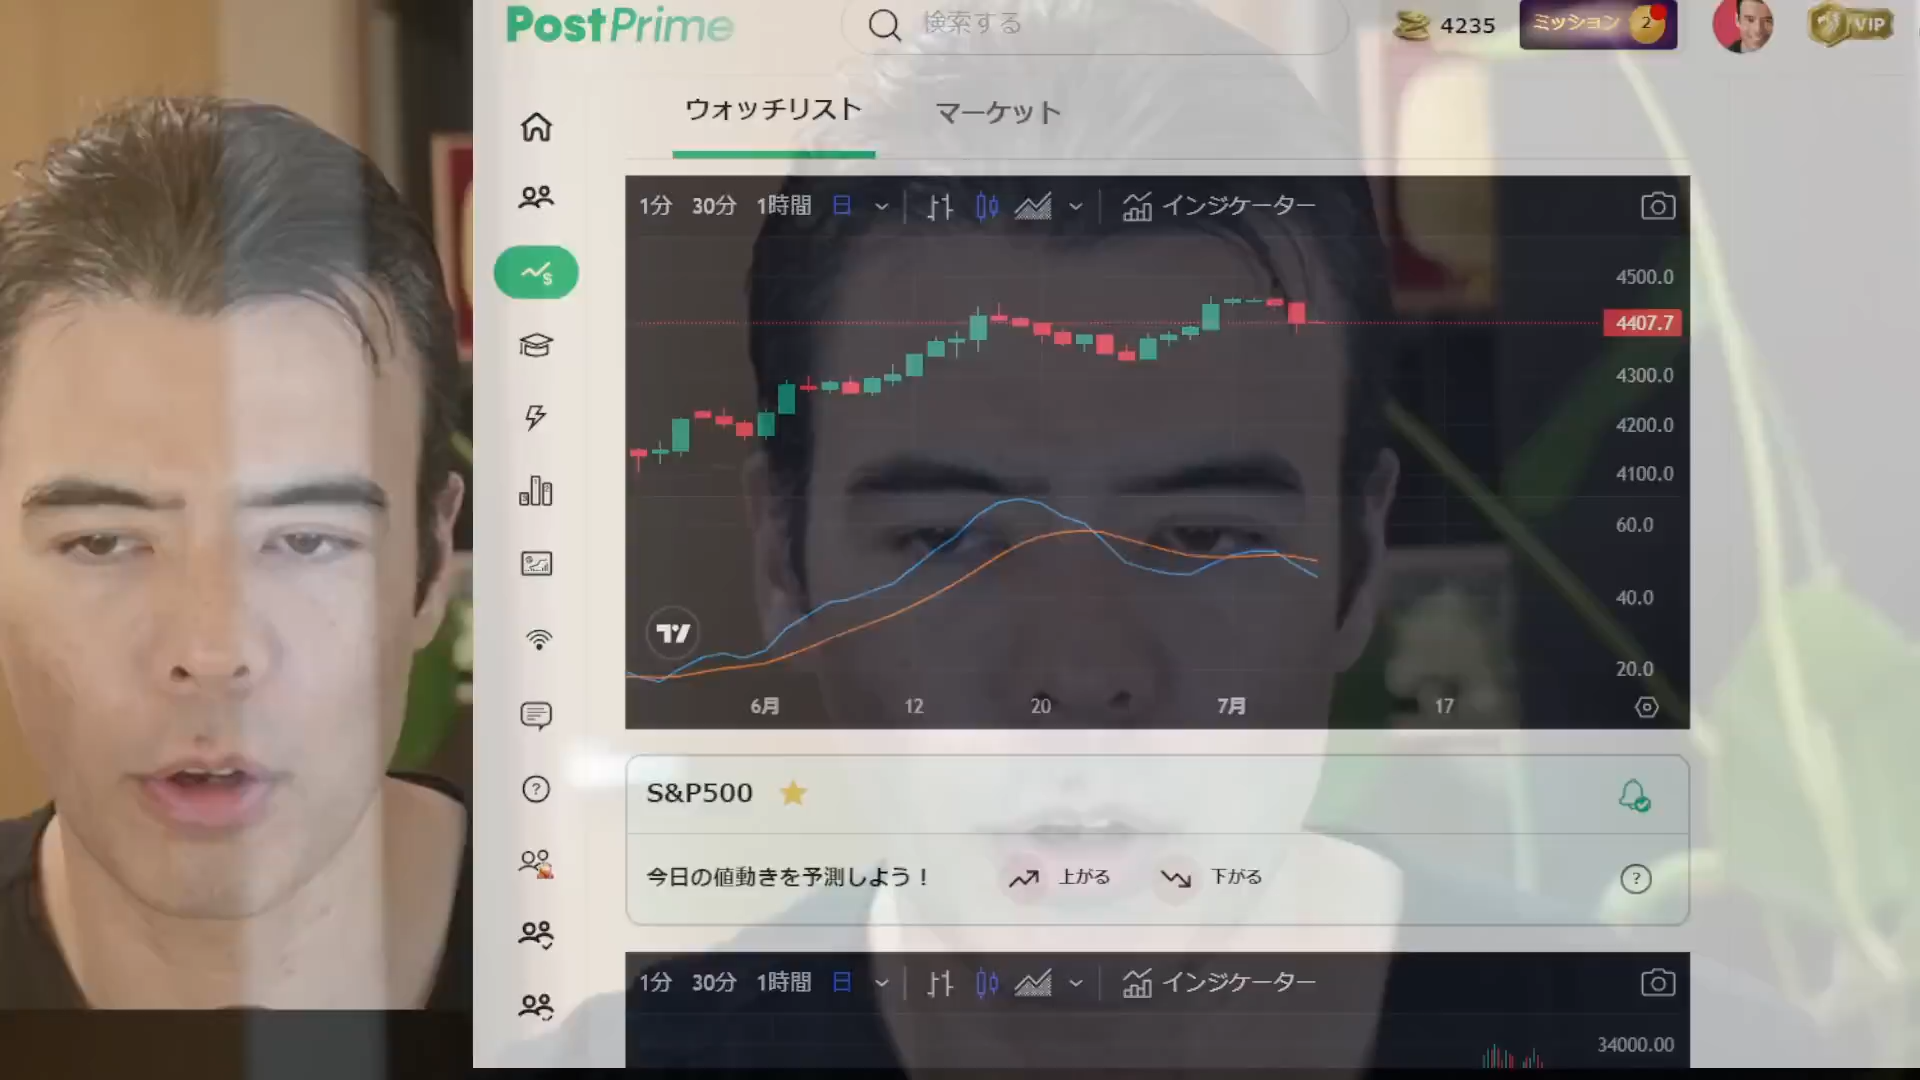 PostPrime
検索する
4235
ミッション 2
VIP
ウォッチリスト マーケット
1分 30分 1時間 日 インジケーター
4500.0
4407.7
4300.0
4200.0
4100.0
60.0
40.0
20.0
6月 12 20 7月 17
S&P500
今日の値動きを予測しよう！ 上がる 下がる
1分 30分 1時間 日 インジケーター
34000.00